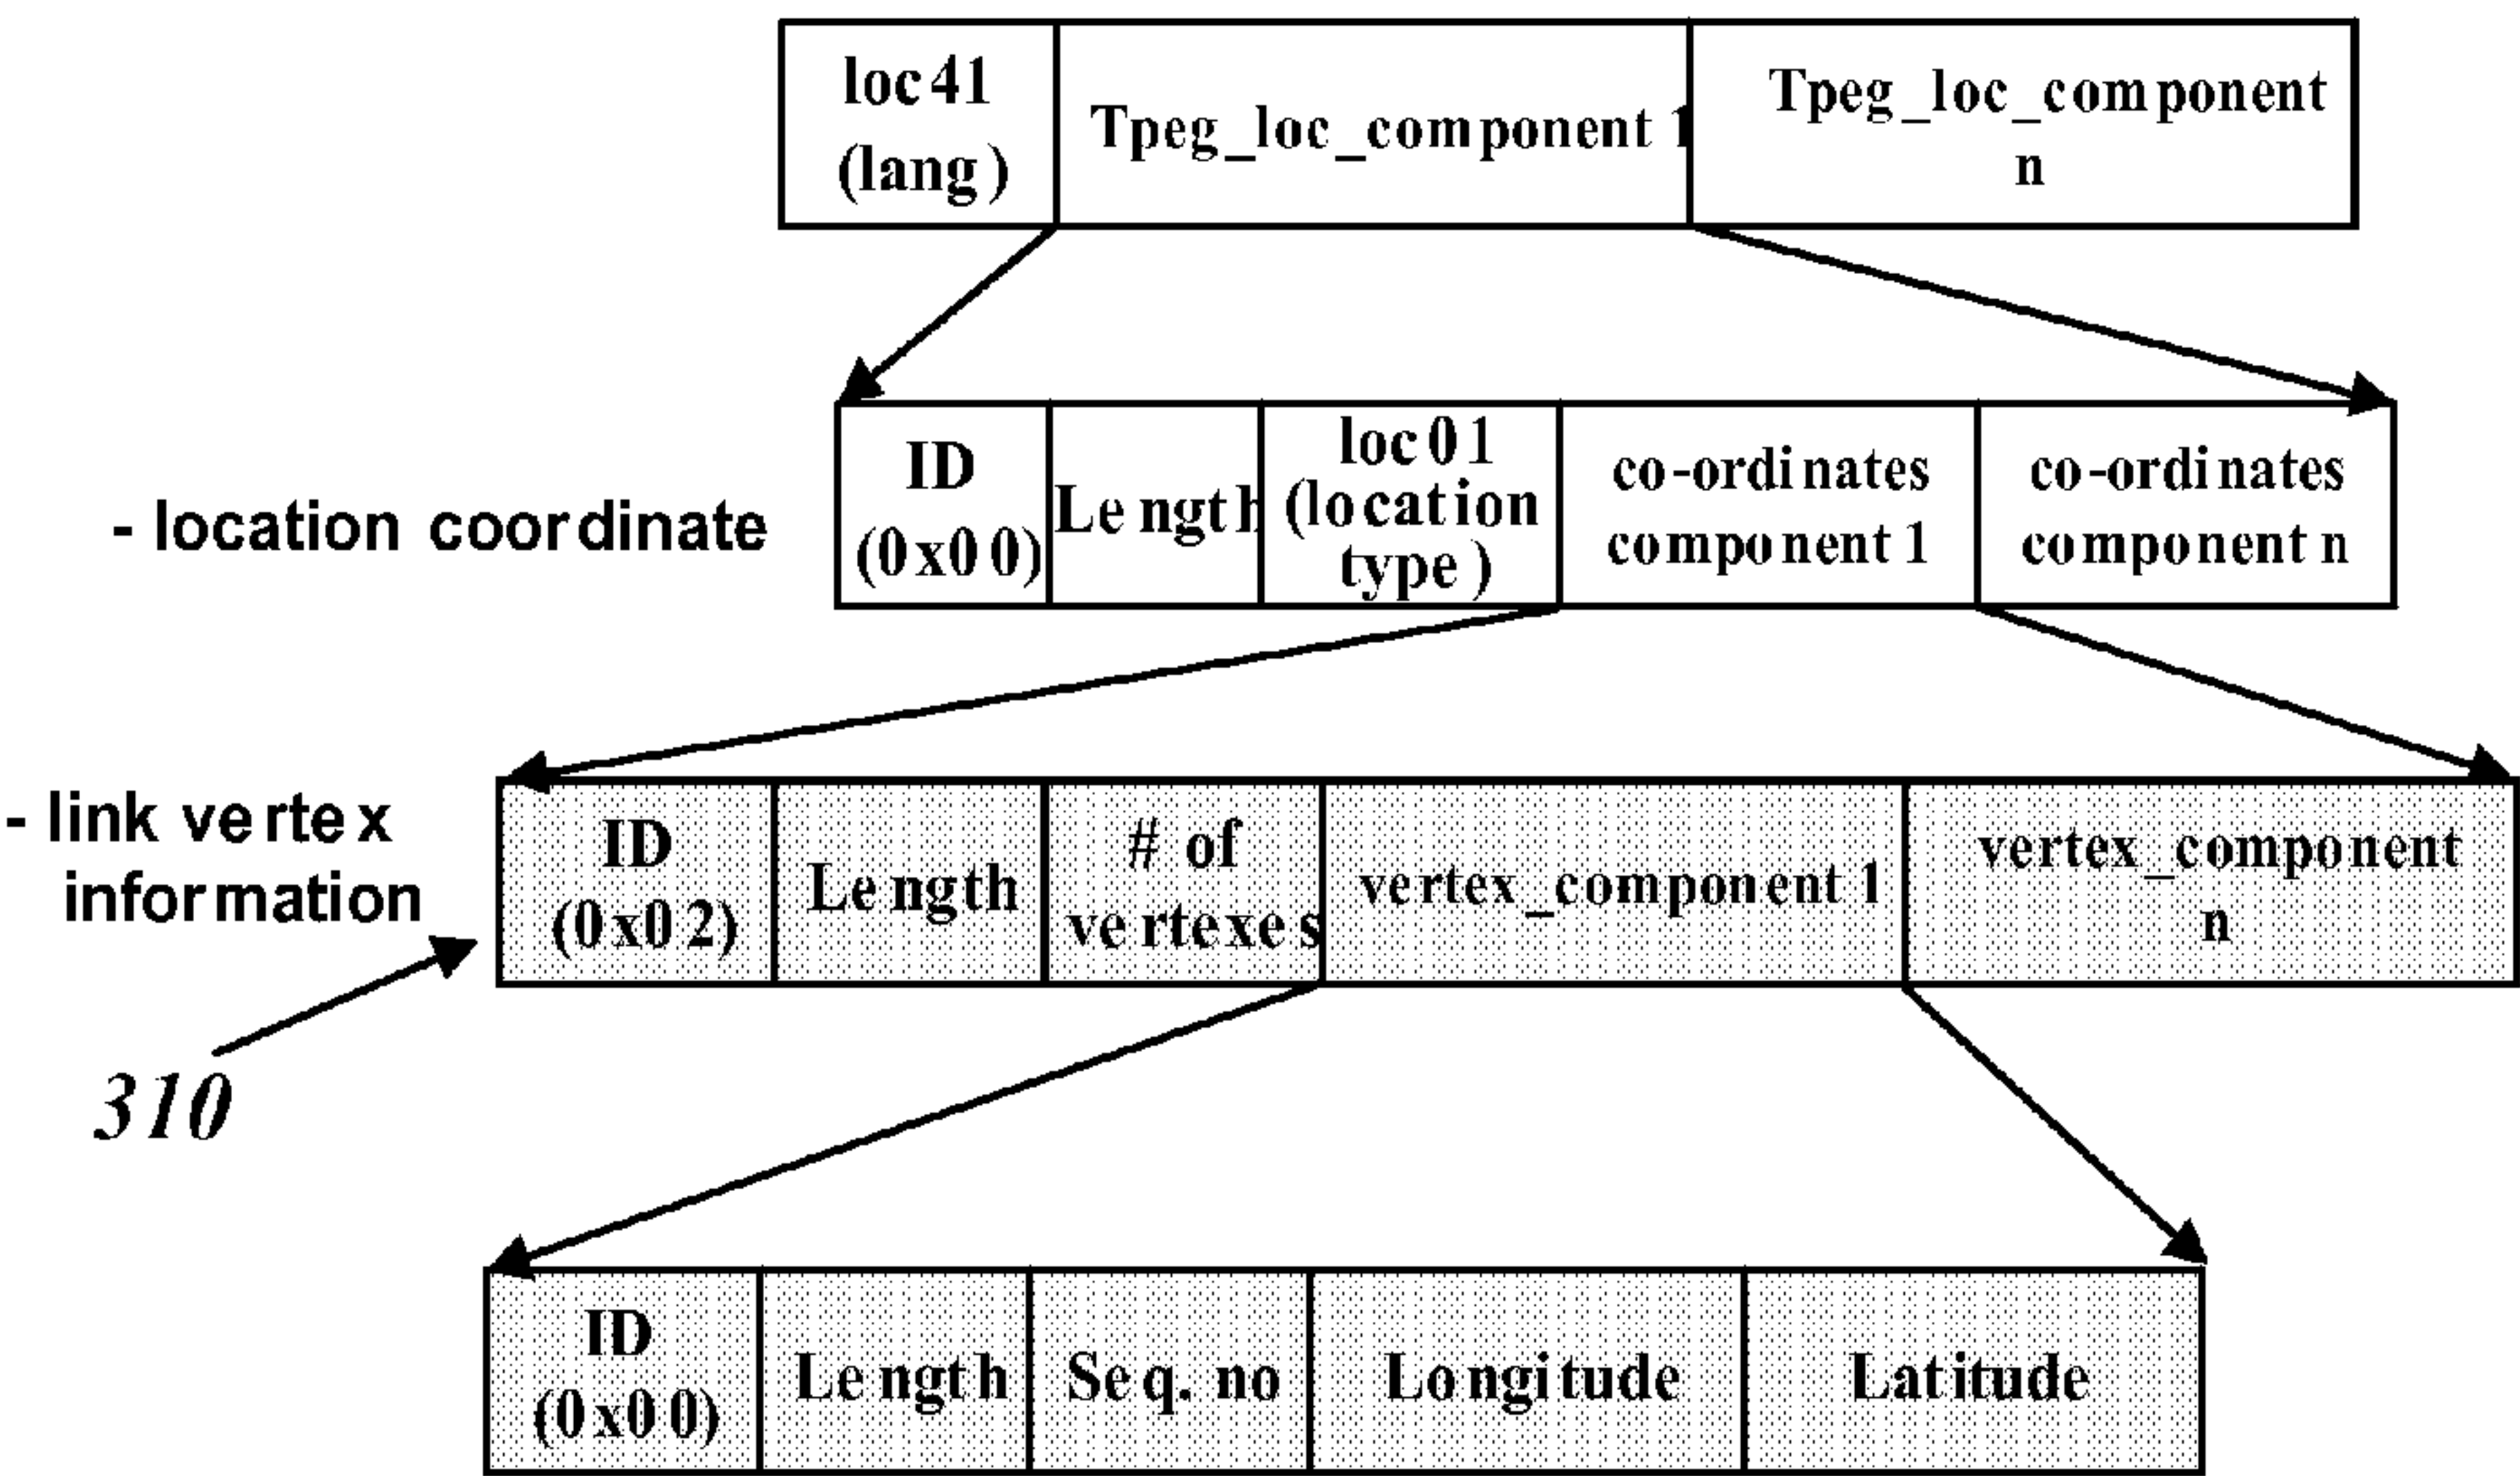 loc41
(lang)
Tpeg_loc_component 1
Tpeg_loc_component
n
- location coordinate
ID
(0x00)
Length
loc01
(location
type)
co-ordinates
component 1
co-ordinates
component n
- link vertex
information
ID
(0x02)
Length
# of
vertexes
vertex_component 1
vertex_component
n
310
ID
(0x00)
Length
Seq. no
Longitude
Latitude